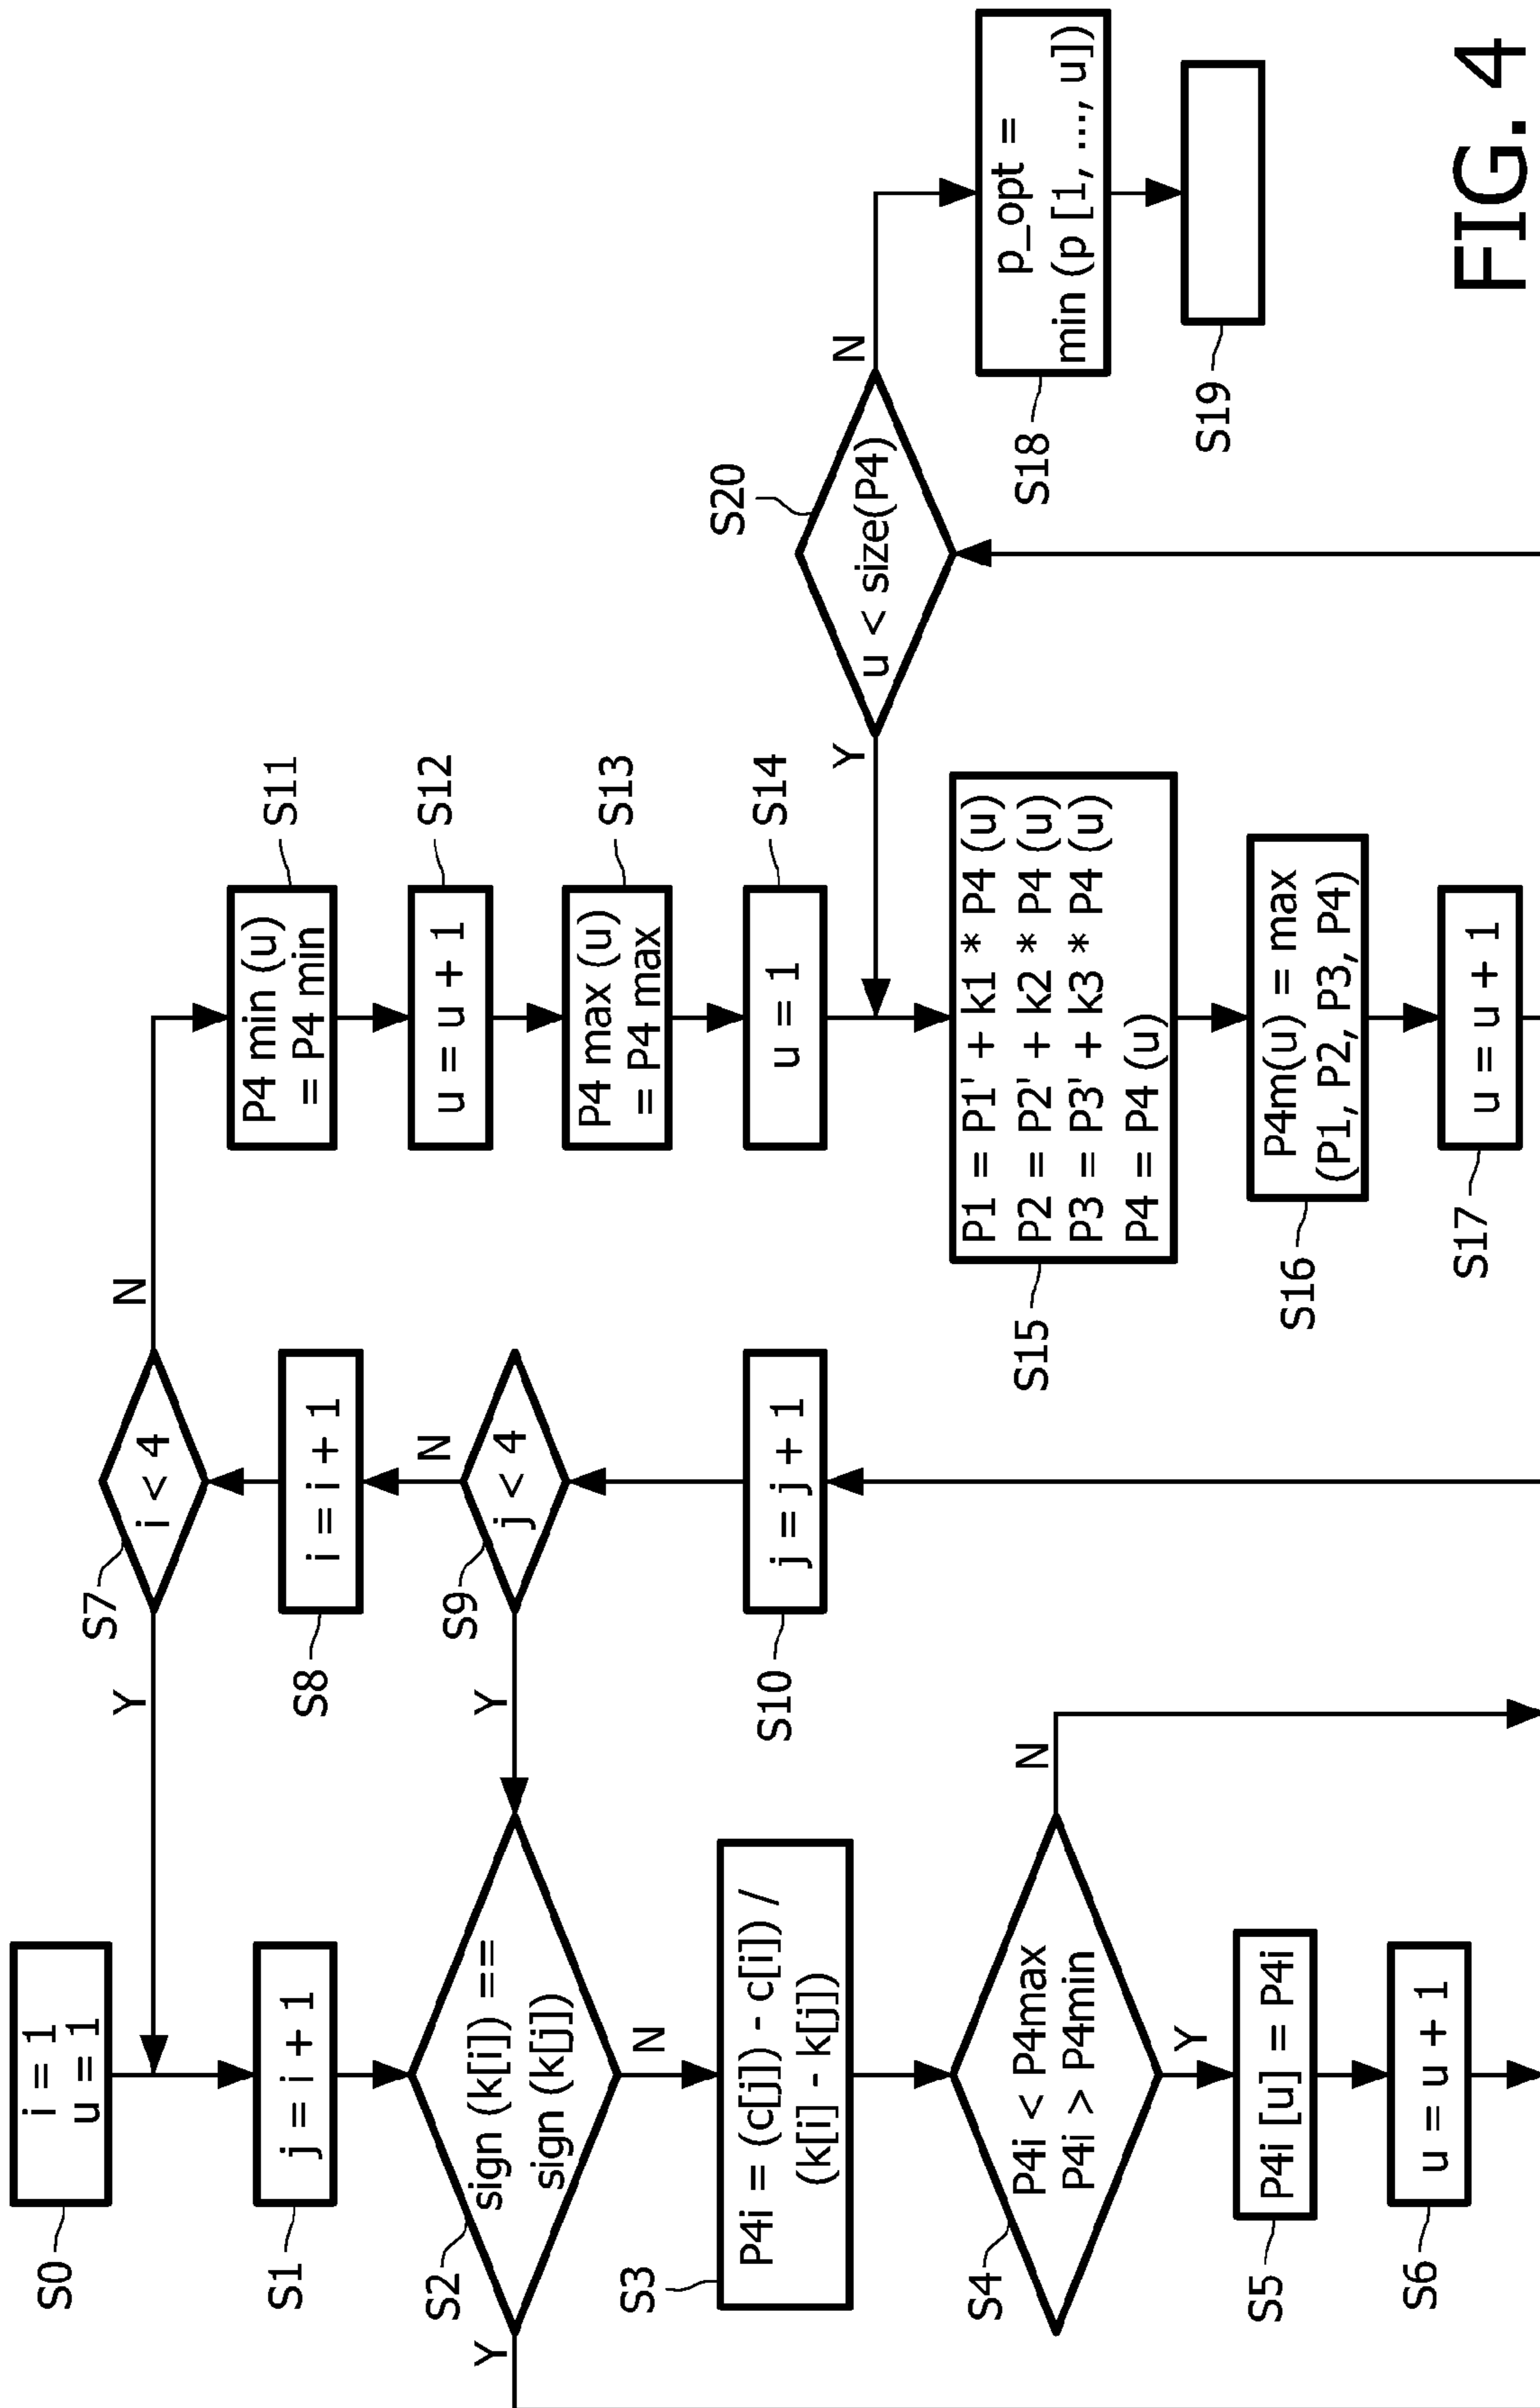 S0
i = 1
u = 1
S1
j = i + 1
S2
sign (k[i]) ==
sign (k[j])
Y
N
S3
P4i = (c[j]) - c[i]) /
(k[i] - k[j])
S4
P4i < P4max
P4i > P4min
N
Y
S5
P4i [u] = P4i
S6
u = u + 1
S7
i < 4
Y
N
S8
i = i + 1
S9
j < 4
Y
N
S10
j = j + 1
P4 min (u)
= P4 min
S11
u = u + 1
S12
P4 max (u)
= P4 max
S13
u = 1
S14
S15
P1 = P1' + k1 * P4 (u)
P2 = P2' + k2 * P4 (u)
P3 = P3' + k3 * P4 (u)
P4 = P4 (u)
S16
P4m(u) = max
(P1, P2, P3, P4)
S17
u = u + 1
S20
u < size(P4)
Y
N
S18
p_opt =
min (p [1, ..., u])
S19
FIG. 4